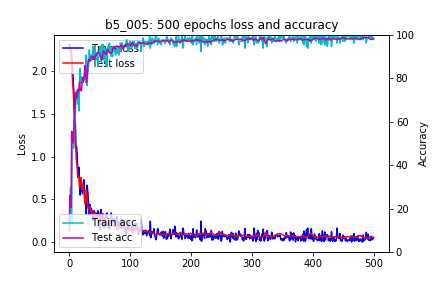 b5_005: 500 epochs loss and accuracy
Train loss
Test loss
Train acc
Test acc
Loss
Accuracy
2.0
1.5
1.0
0.5
0.0
100
80
60
40
20
0
0 100 200 300 400 500